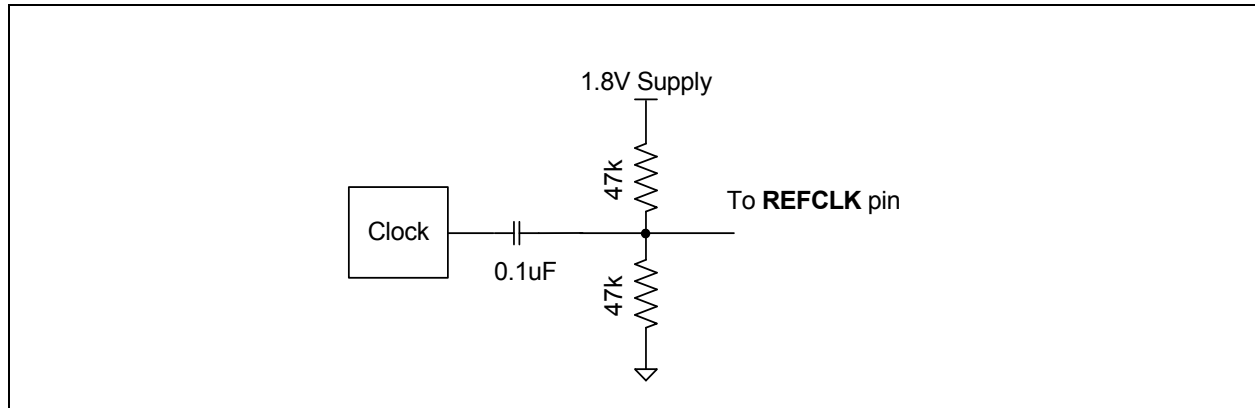 1.8V Supply
47k
To REFCLK pin
Clock
0.1uF
47k